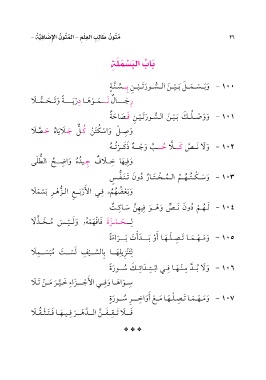 ٢١ مُتُونُ طَالِبِ العِلْمِ - المُتُونُ الإِضَافِيَّةُ -
بَابُ البَسْمَلَةِ
١٠٠ - وَبَسْمَلَ بَيْنَ السُّورَتَيْنِ بِسُنَّةٍ
رِجَالٌ نَمَوْهَا دِرْيَةً وَتَحَمُّلَا
١٠١ - وَوَصْلُكَ بَيْنَ السُّورَتَيْنِ فَصَاحَةٌ
وَصِلْ وَاسْكُتَنْ كُلٌّ جَلَايَاهُ حَصَّلَا
١٠٢ - وَلَا نَصَّ كَلَّا حُبَّ وَجْهٌ ذَكَرْتُهُ
وَفِيهَا خِلَافٌ جِيدُهُ وَاضِحُ الطُّلَى
١٠٣ - وَسَكْتُهُمُ الْمُخْتَارُ دُونَ تَنَفُّسٍ
وَبَعْضُهُمُ فِي الأَرْبَعِ الزُّهْرِ بَسْمَلَا
١٠٤ - لَهُمْ دُونَ نَصٍّ وَهْوَ فِيهِنَّ سَاكِتٌ
لِحَمْزَةَ فَافْهَمْهُ وَلَيْسَ مُخَذَّلَا
١٠٥ - وَمَهْمَا تَصِلْهَا أَوْ بَدَأْتَ بَرَاءَةً
لِتَنْزِيلِهَا بِالسَّيْفِ لَسْتَ مُبَسْمِلَا
١٠٦ - وَلَا بُدَّ مِنْهَا فِي ابْتِدَائِكَ سُورَةً
سِوَاهَا وَفِي الأَجْزَاءِ خُيِّرَ مَنْ تَلَا
١٠٧ - وَمَهْمَا تَصِلْهَا مَعْ أَوَاخِرِ سُورَةٍ
فَلَا تَقِفَنَّ الدَّهْرَ فِيهَا فَتَثْقُلَا